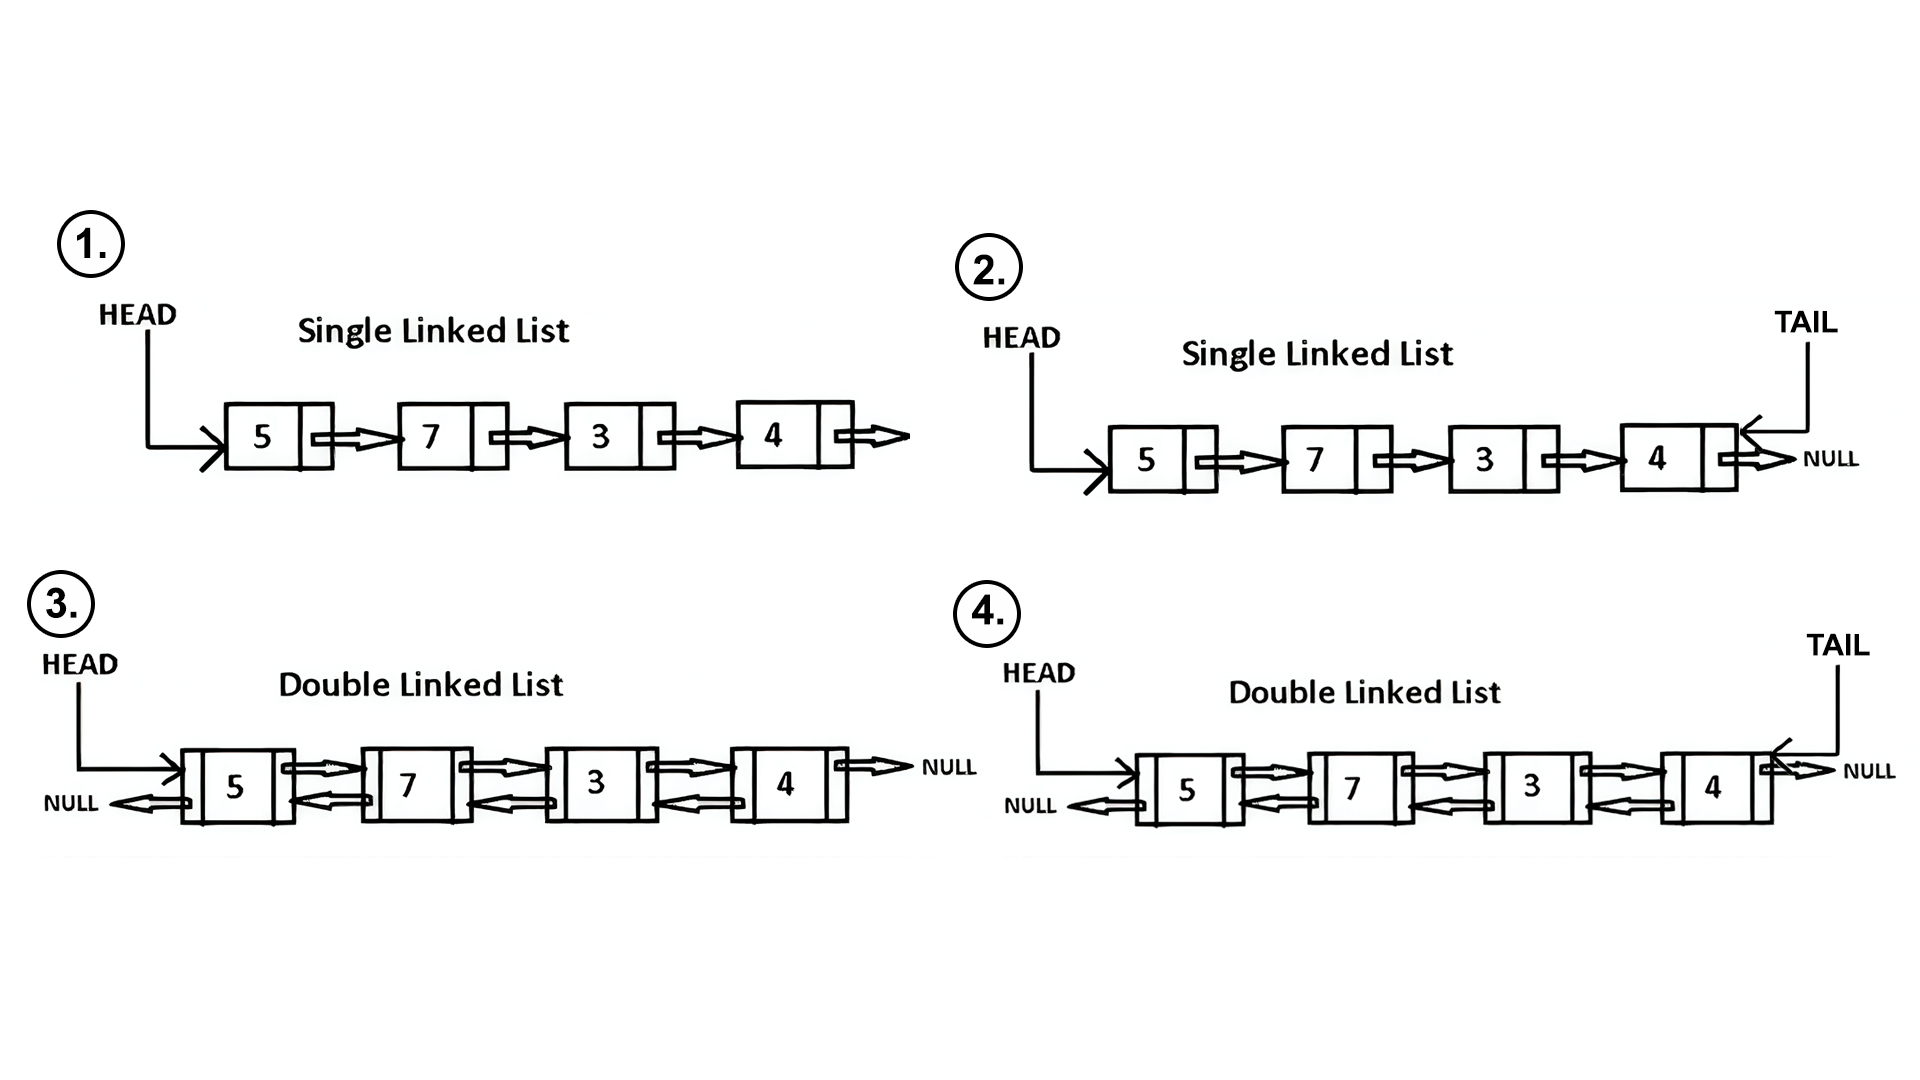 1.
HEAD
Single Linked List
5 7 3 4
2.
HEAD
TAIL
Single Linked List
5 7 3 4 NULL
3.
HEAD
Double Linked List
5 7 3 4 NULL
NULL
4.
HEAD
TAIL
Double Linked List
5 7 3 4 NULL
NULL